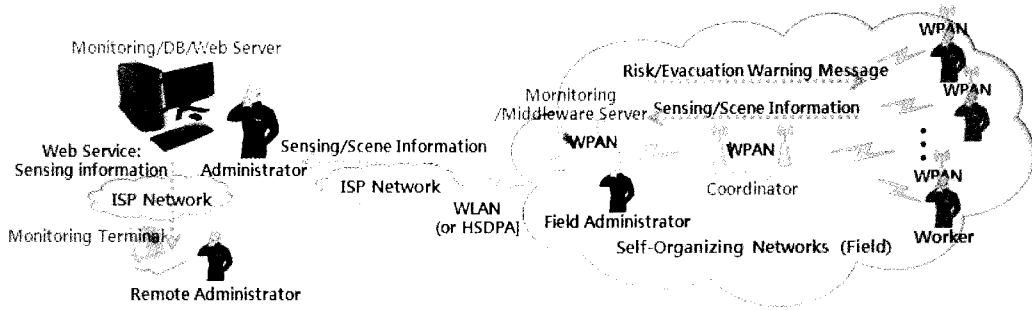 Monitoring/DB/Web Server
Web Service:
Sensing information
Administrator
ISP Network
Monitoring Terminal
Remote Administrator
Sensing/Scene Information
ISP Network
WLAN
(or HSDPA)
Mornitoring
/Middleware Server
WPAN
Field Administrator
Risk/Evacuation Warning Message
Sensing/Scene Information
WPAN
Coordinator
WPAN
WPAN
WPAN
Worker
Self-Organizing Networks (Field)